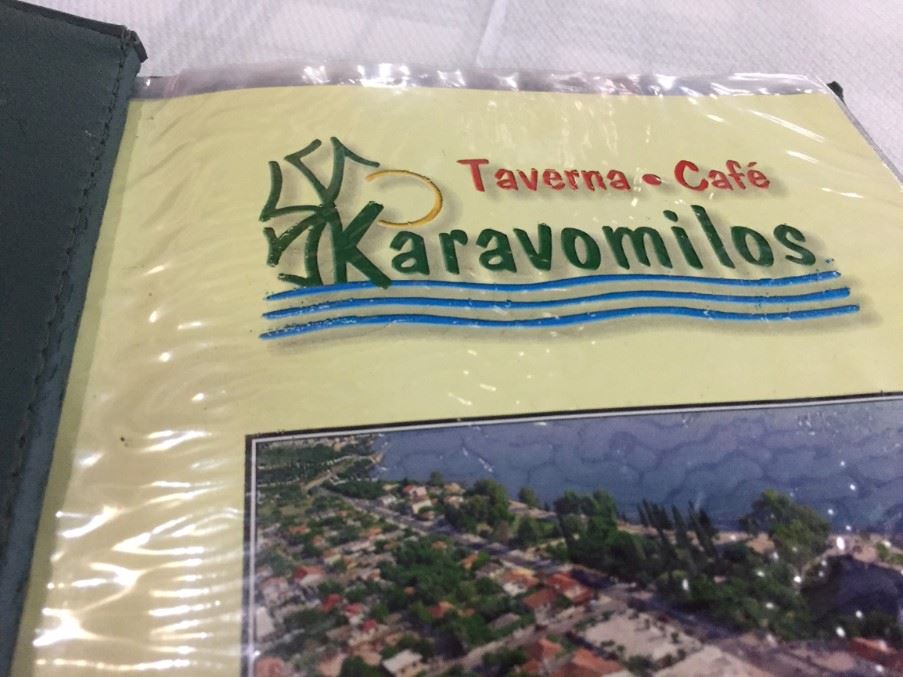 Taverna • Café
Karavomilos